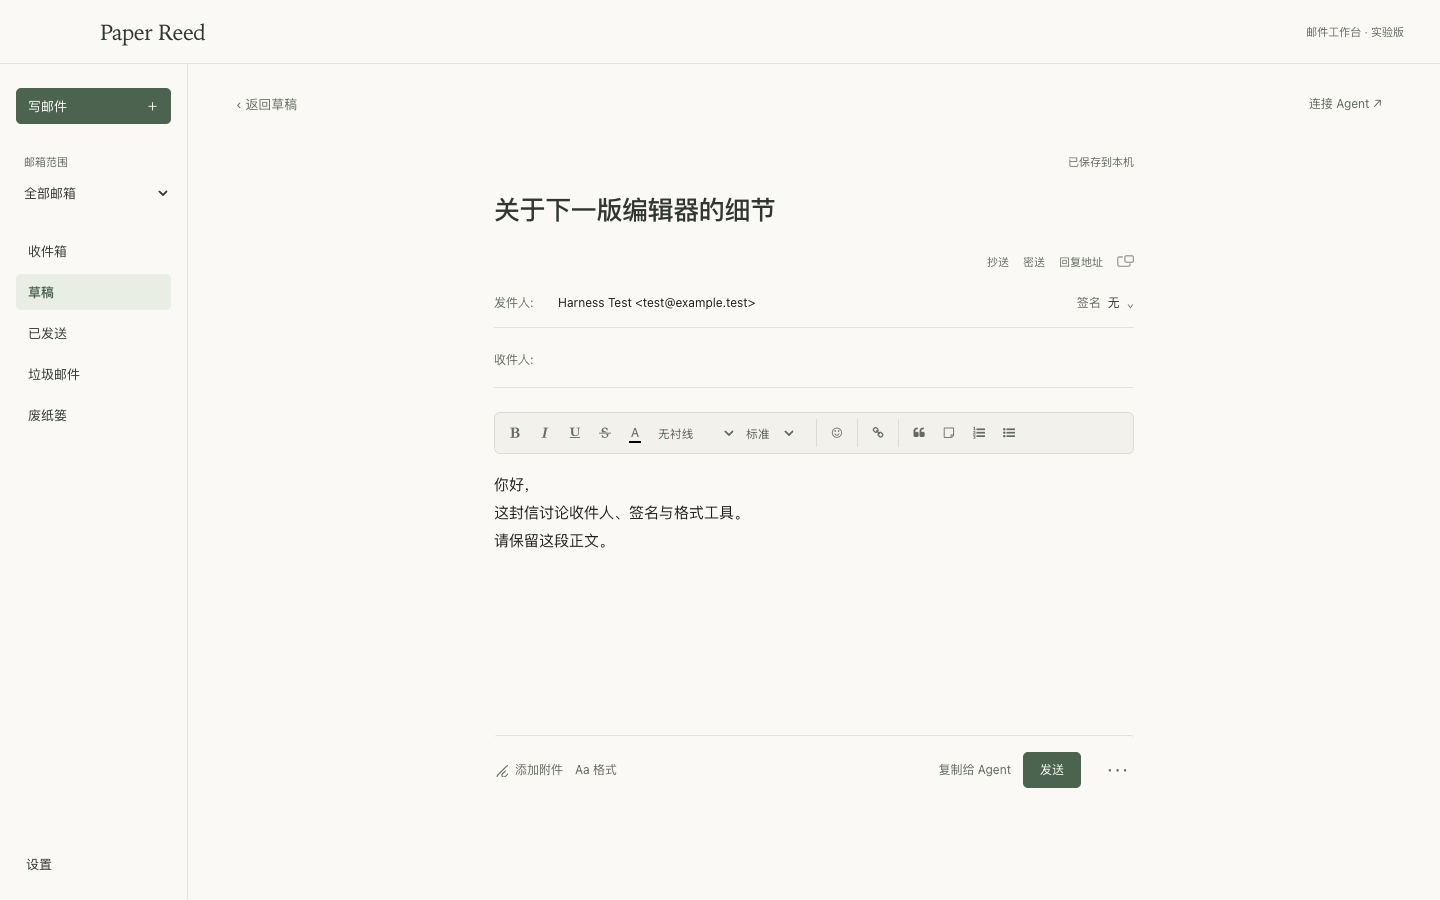 Paper Reed
邮件工作台 · 实验版
写邮件 +
邮箱范围
全部邮箱
收件箱
草稿
已发送
垃圾邮件
废纸篓
设置
‹ 返回草稿
连接 Agent ↗
已保存到本机
关于下一版编辑器的细节
抄送 密送 回复地址
发件人: Harness Test <test@example.test> 签名 无
收件人:
B I U S A 无衬线 标准
你好，
这封信讨论收件人、签名与格式工具。
请保留这段正文。
添加附件 Aa 格式 复制给 Agent 发送 ···